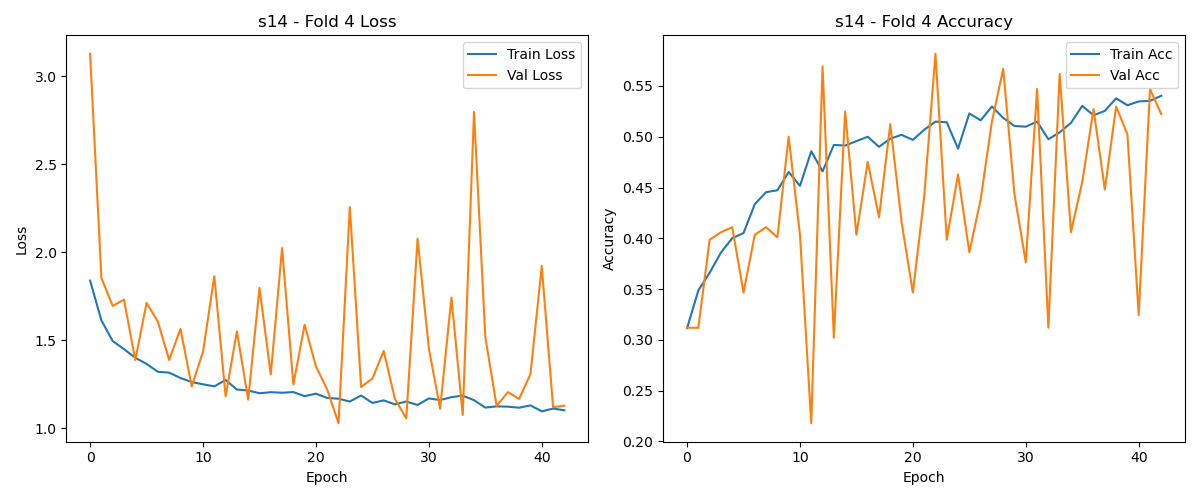 s14 - Fold 4 Loss
Train Loss
Val Loss
3.0
2.5
2.0
1.5
1.0
Loss
0
10
20
30
40
Epoch
s14 - Fold 4 Accuracy
Train Acc
Val Acc
0.55
0.50
0.45
0.40
0.35
0.30
0.25
0.20
Accuracy
0
10
20
30
40
Epoch